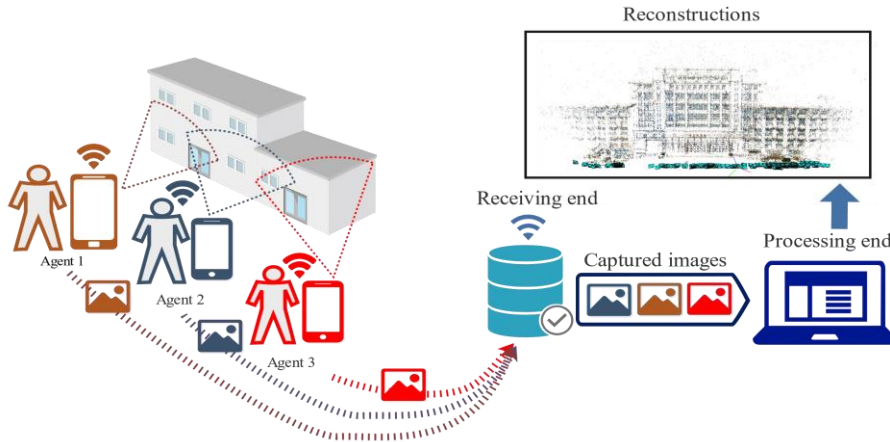 Reconstructions
Receiving end
Processing end
Captured images
Agent 1
Agent 2
Agent 3